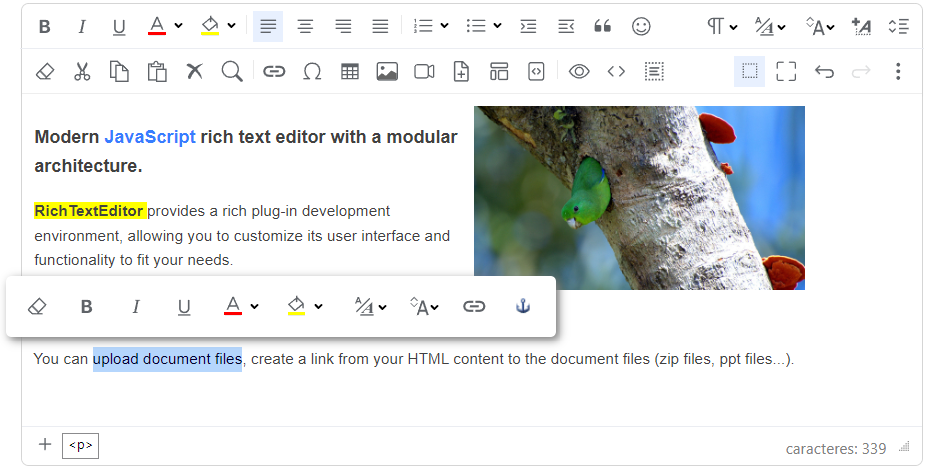 Modern JavaScript rich text editor with a modular
architecture.
RichTextEditor provides a rich plug-in development
environment, allowing you to customize its user interface and
functionality to fit your needs.
You can upload document files, create a link from your HTML content to the document files (zip files, ppt files...).
<p>
caracteres: 339